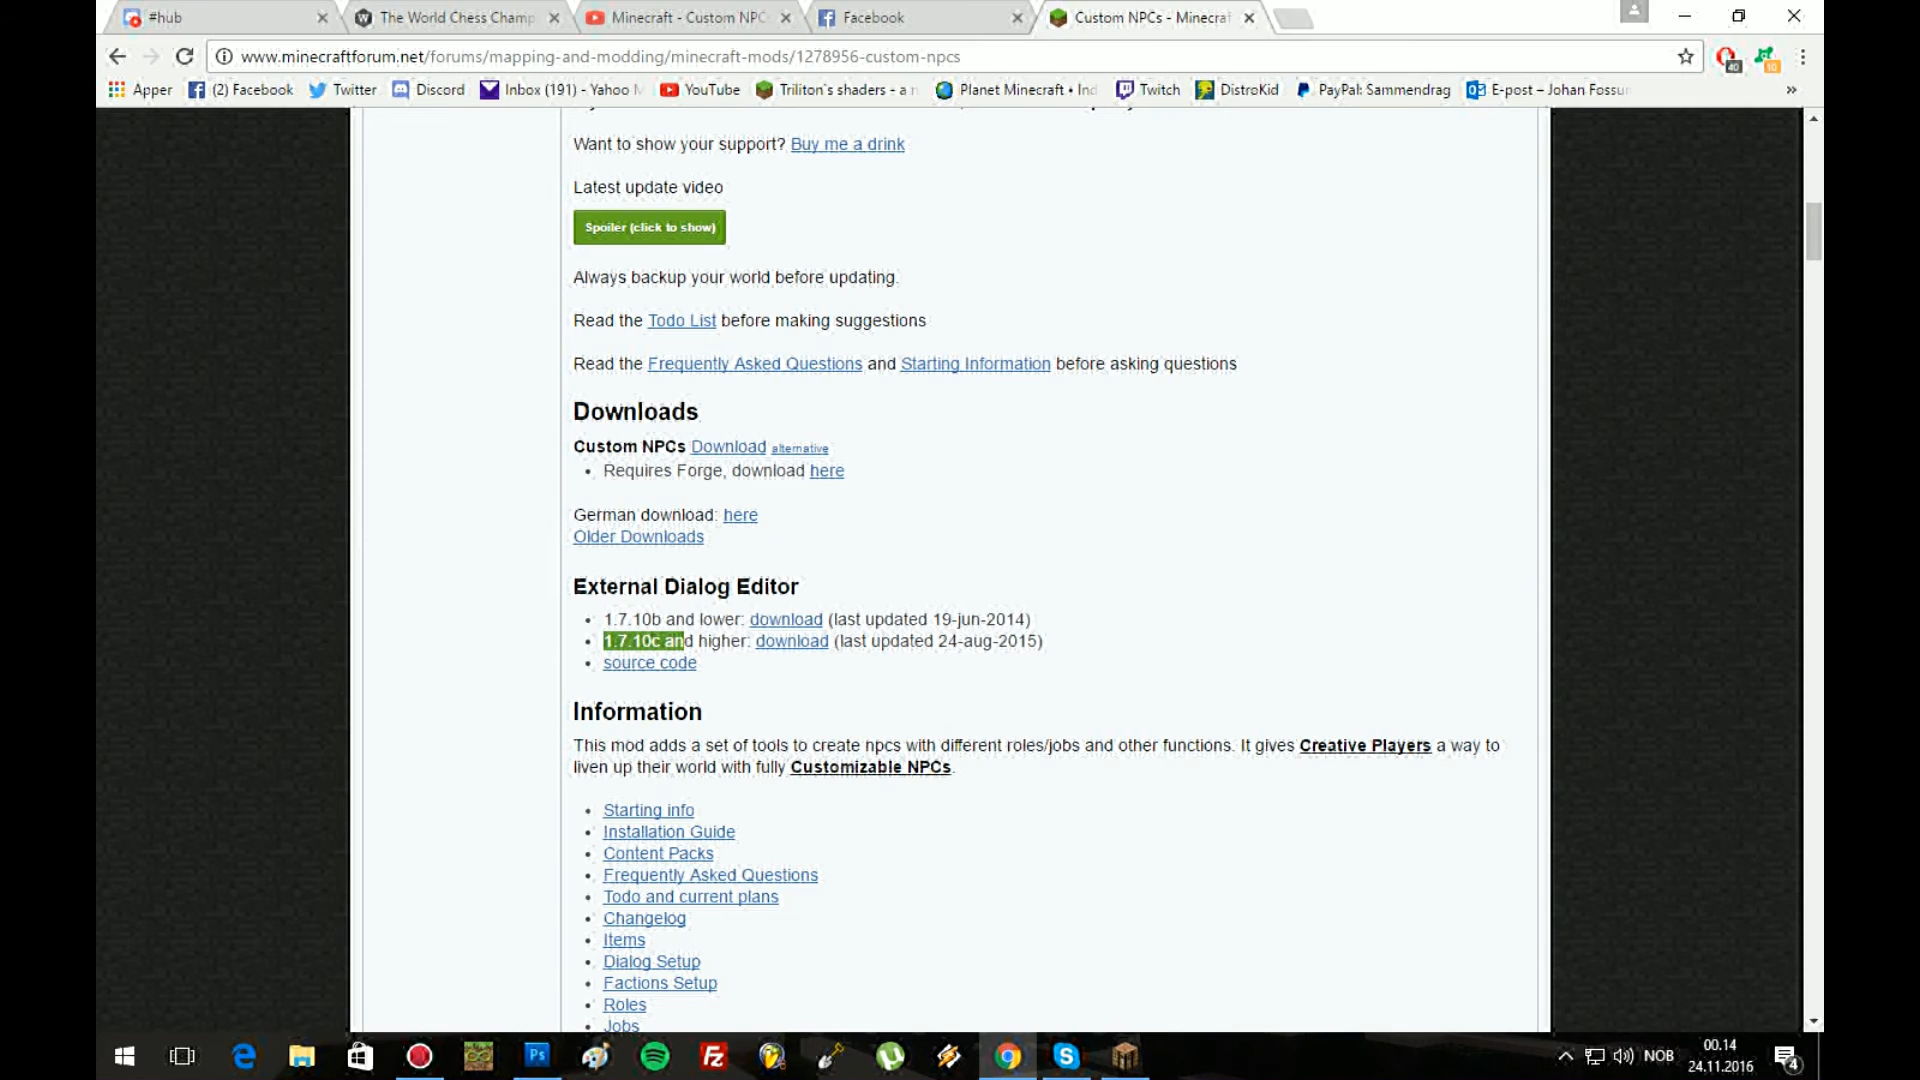 #hub
The World Chess Champ
Minecraft - Custom NPC
Facebook
Custom NPCs - Minecraf
www.minecraftforum.net/forums/mapping-and-modding/minecraft-mods/1278956-custom-npcs
40
10
Apper
(2) Facebook
Twitter
Discord
Inbox (191) - Yahoo M
YouTube
Triliton`s shaders - a n
Planet Minecraft • Ind
Twitch
DistroKid
PayPal: Sammendrag
E-post – Johan Fossu
»
Want to show your support? Buy me a drink
Latest update video
Spoiler (click to show)
Always backup your world before updating.
Read the Todo List before making suggestions
Read the Frequently Asked Questions and Starting Information before asking questions
Downloads
Custom NPCs Download alternative
• Requires Forge, download here
German download: here
Older Downloads
External Dialog Editor
• 1.7.10b and lower: download (last updated 19-jun-2014)
• 1.7.10c and higher: download (last updated 24-aug-2015)
• source code
Information
This mod adds a set of tools to create npcs with different roles/jobs and other functions. It gives Creative Players a way to
liven up their world with fully Customizable NPCs.
• Starting info
• Installation Guide
• Content Packs
• Frequently Asked Questions
• Todo and current plans
• Changelog
• Items
• Dialog Setup
• Factions Setup
• Roles
• Jobs
Ps
Fz
NOB
00.14
24.11.2016
4